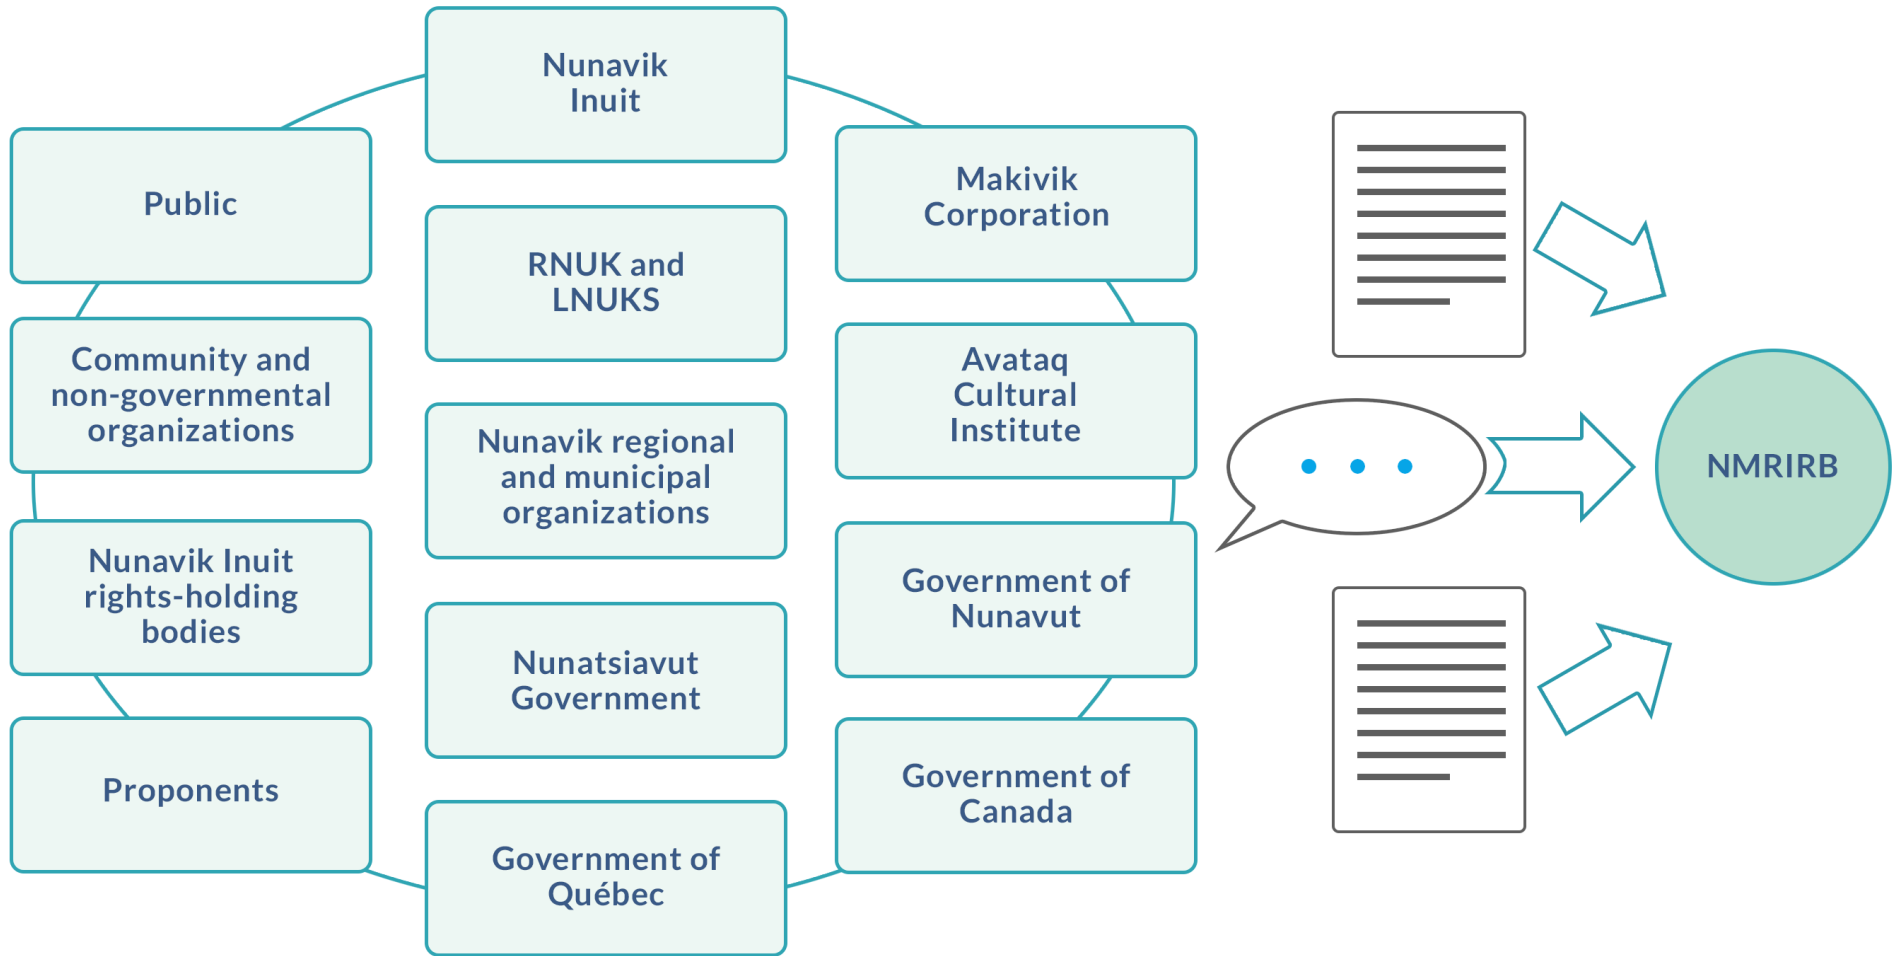 Nunavik
Inuit
Public
Makivik
Corporation
RNUK and
LNUKS
Community and
non-governmental
organizations
Avataq
Cultural
Institute
Nunavik regional
and municipal
organizations
NMRIRB
Nunavik Inuit
rights-holding
bodies
Government of
Nunavut
Nunatsiavut
Government
Proponents
Government of
Canada
Government of
Québec